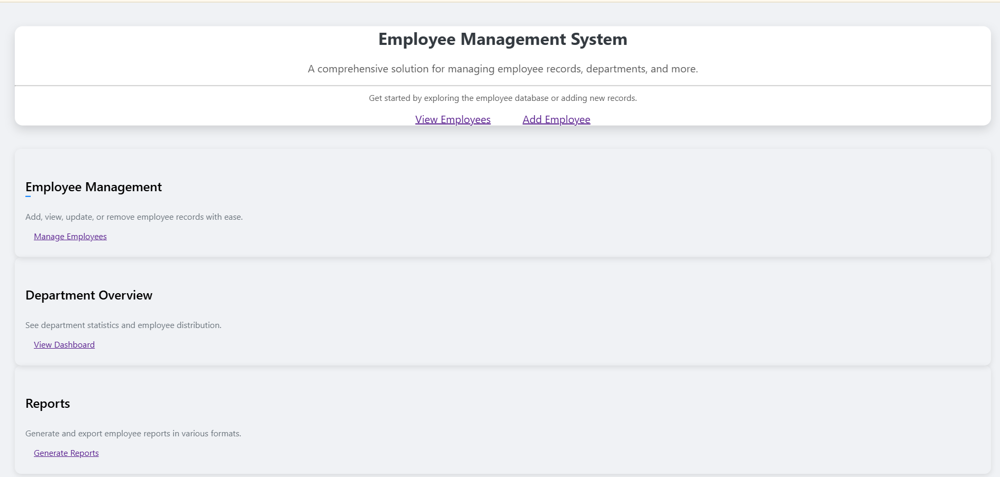 Employee Management System
A comprehensive solution for managing employee records, departments, and more.
Get started by exploring the employee database or adding new records.
View Employees Add Employee
Employee Management
Add, view, update, or remove employee records with ease.
Manage Employees
Department Overview
See department statistics and employee distribution.
View Dashboard
Reports
Generate and export employee reports in various formats.
Generate Reports